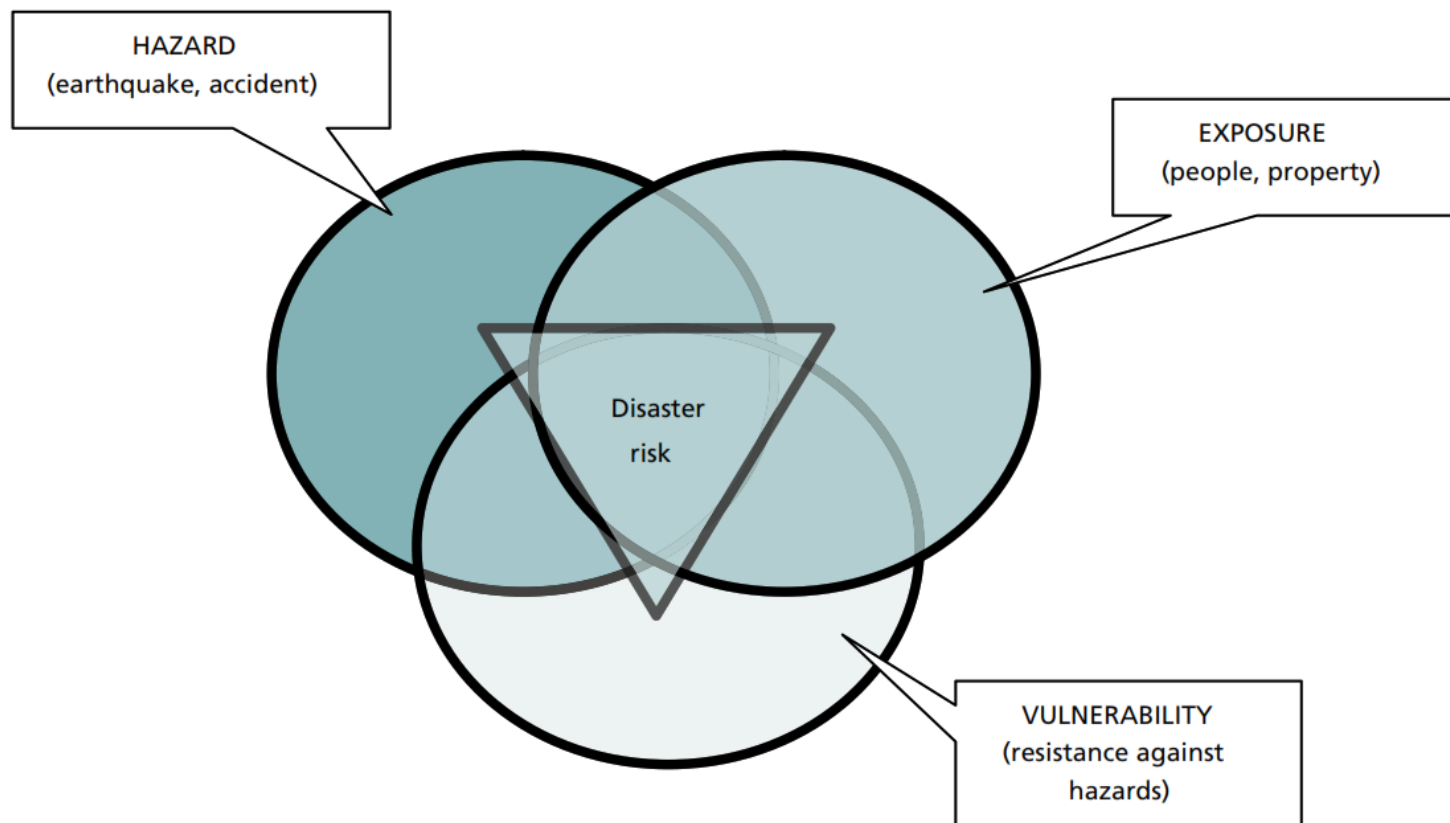 HAZARD
(earthquake, accident)
EXPOSURE
(people, property)
Disaster
risk
VULNERABILITY
(resistance against
hazards)